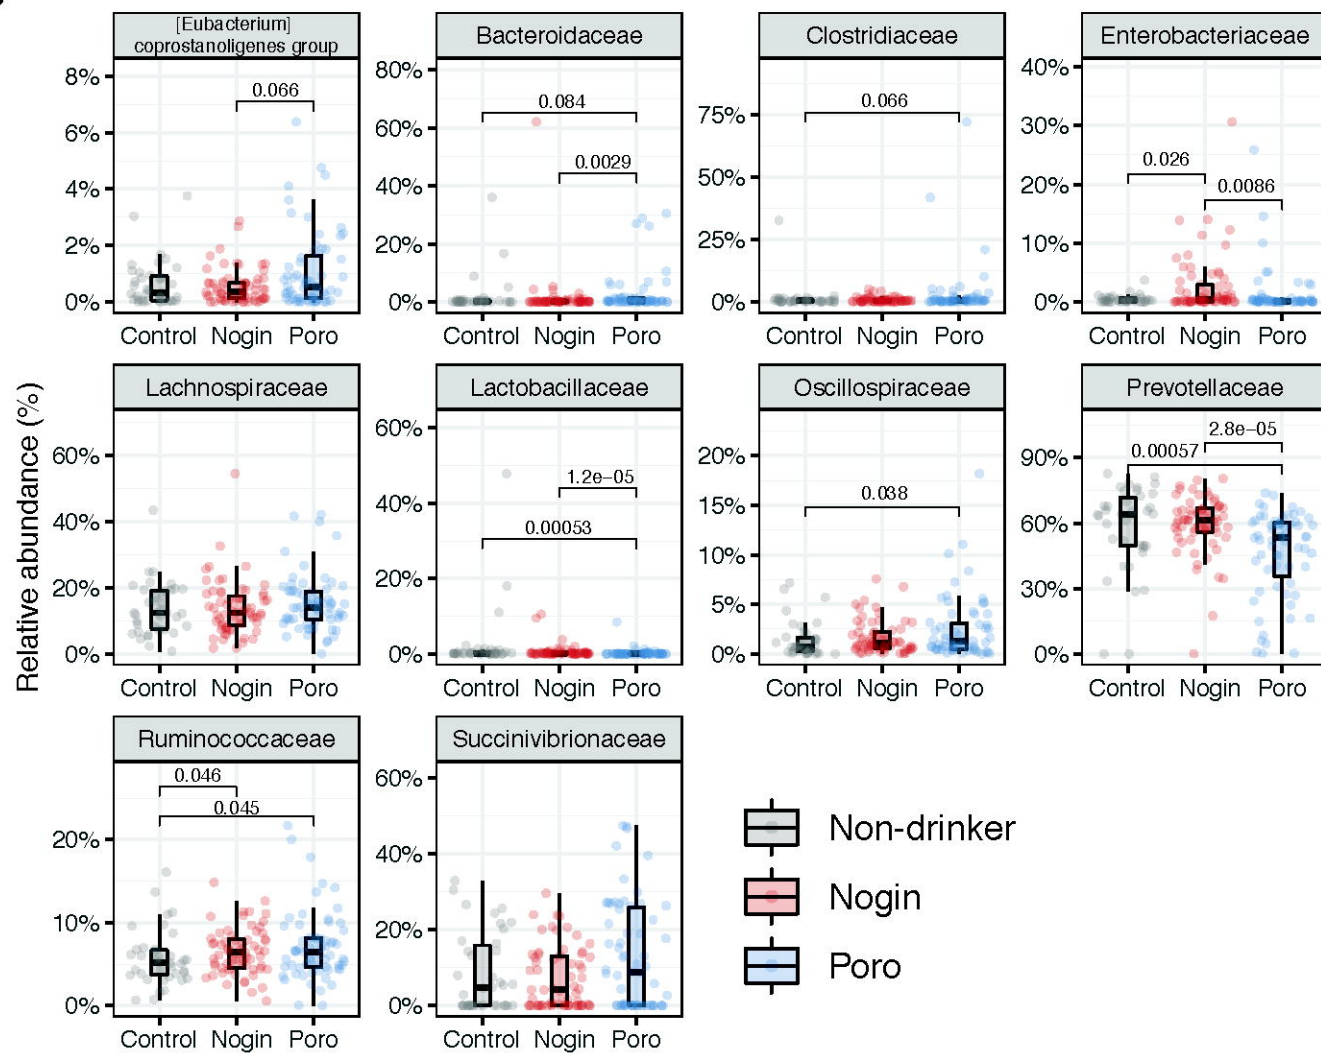 [Eubacterium]
coprostanoligenes group
Bacteroidaceae
Clostridiaceae
Enterobacteriaceae
8%
6%
4%
2%
0%
0.066
Control Nogin Poro
80%
60%
40%
20%
0%
0.084
0.0029
Control Nogin Poro
75%
50%
25%
0%
0.066
Control Nogin Poro
40%
30%
20%
10%
0%
0.026
0.0086
Control Nogin Poro
Relative abundance (%)
Lachnospiraceae
Lactobacillaceae
Oscillospiraceae
Prevotellaceae
60%
40%
20%
0%
Control Nogin Poro
60%
40%
20%
0%
1.2e−05
0.00053
Control Nogin Poro
20%
15%
10%
5%
0%
0.038
Control Nogin Poro
90%
60%
30%
0%
2.8e−05
0.00057
Control Nogin Poro
Ruminococcaceae
Succinivibrionaceae
20%
10%
0%
0.046
0.045
Control Nogin Poro
60%
40%
20%
0%
Control Nogin Poro
Non-drinker
Nogin
Poro